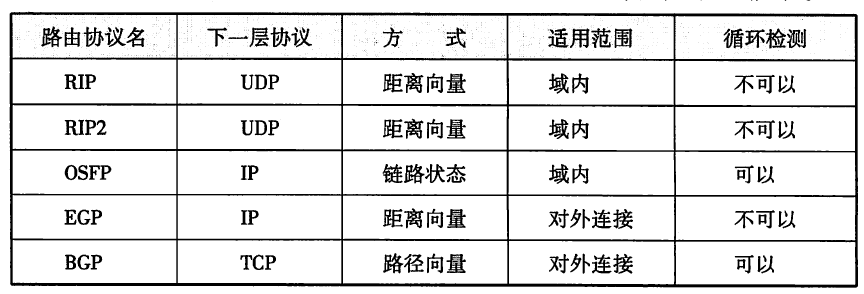 路由协议名 下一层协议 方 式 适用范围 循环检测
RIP UDP 距离向量 域内 不可以
RIP2 UDP 距离向量 域内 不可以
OSFP IP 链路状态 域内 可以
EGP IP 距离向量 对外连接 不可以
BGP TCP 路径向量 对外连接 可以